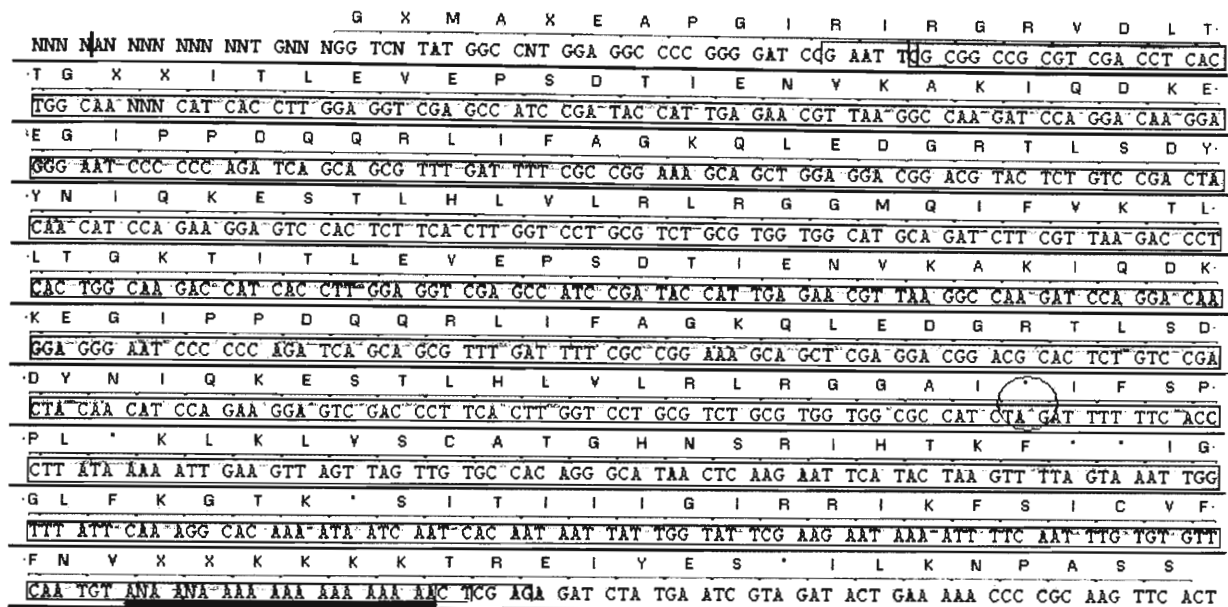 G X M A X E A P G I R I R G R V D L T·
NNN NAN NNN NNN NNT GNN NGG TCN TAT GGC CNT GGA GGC CCC GGG GAT CCG AAT TCG CGG CCG CGT CGA CCT CAC
·T G X X I T L E V E P S D T I E N V K A K I Q D K E·
TGG CAA NNN CAT CAC CTT GGA GGT CGA GCC ATC CGA TAC CAT TGA GAA CGT TAA GGC CAA GAT CCA GGA CAA GGA
·E G I P P D Q Q R L I F A G K Q L E D G R T L S D Y·
GGG AAT CCC CCC AGA TCA GCA GCG TTT GAT TTT CGC CGG AAA GCA GCT GGA GGA CGG ACG TAC TCT GTC CGA CTA
·Y N I Q K E S T L H L V L R L R G G M Q I F V K T L·
CAA CAT CCA GAA GGA GTC CAC TCT TCA CTT GGT CCT GCG TCT GCG TGG TGG CAT GCA GAT CTT CGT TAA GAC CCT
·L T G K T I T L E V E P S D T I E N V K A K I Q D K·
CAC TGG CAA GAC CAT CAC CTT GGA GGT CGA GCC ATC CGA TAC CAT TGA GAA CGT TAA GGC CAA GAT CCA GGA CAA
·K E G I P P D Q Q R L I F A G K Q L E D G R T L S D·
GGA GGG AAT CCC CCC AGA TCA GCA GCG TTT GAT TTT CGC CGG AAA GCA GCT CGA GGA CGG ACG CAC TCT GTC CGA
·D Y N I Q K E S T L H L V L R L R G G A I · I F S P·
CTA CAA CAT CCA GAA GGA GTC GAC CCT TCA CTT GGT CCT GCG TCT GCG TGG TGG CGC CAT CTA GAT TTT TTC ACC
·P L · K L K L V S C A T G H N S R I H T K F · · I G·
CTT ATA AAA ATT GAA GTT AGT TAG TTG TGC CAC AGG GCA TAA CTC AAG AAT TCA TAC TAA GTT TTA GTA AAT TGG
·G L F K G T K · S I T I I I G I R R I K F S I C V F·
TTT ATT CAA AGG CAC AAA ATA ATC AAT CAC AAT AAT TAT TGG TAT TCG AAG AAT AAA ATT TTC AAT TTG TGT GTT
·F N V X X K K K K T R E I Y E S · I L K N P A S S
CAA TGT ANA ANA AAA AAA AAA AAA AAC TCG AGA GAT CTA TGA ATC GTA GAT ACT GAA AAA CCC CGC AAG TTC ACT